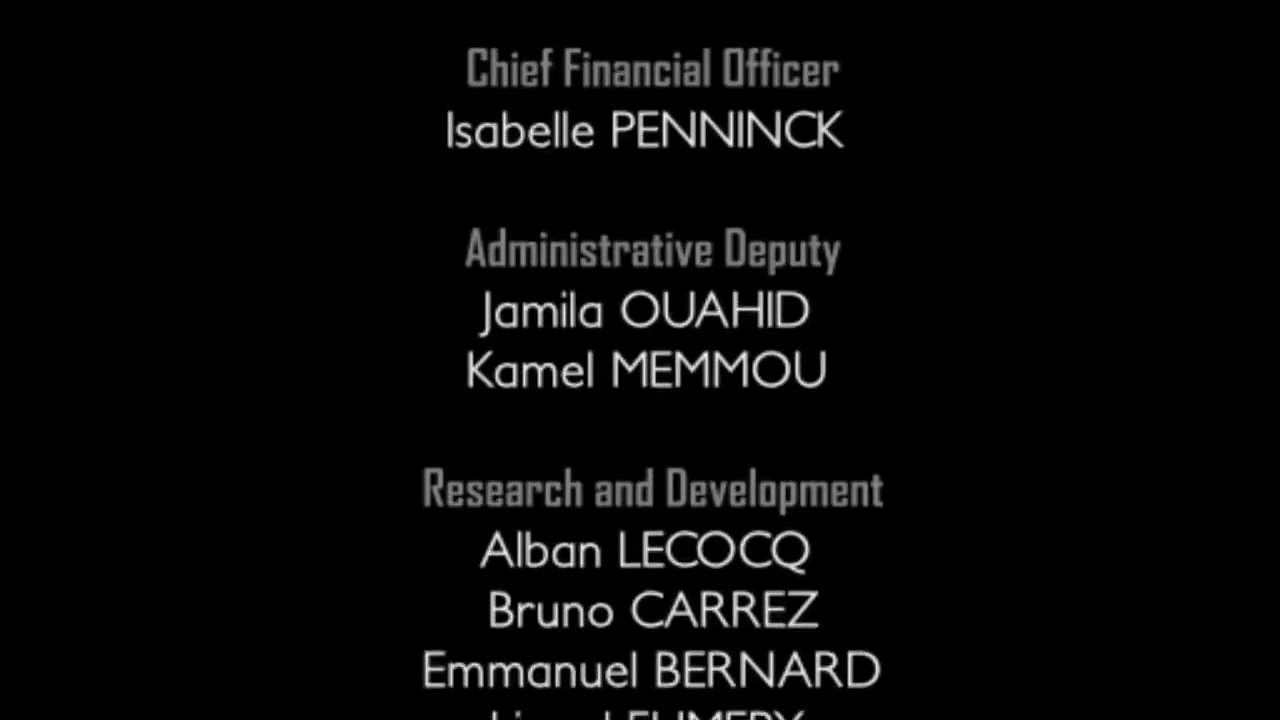 Chief Financial Officer
Isabelle PENNINCK
Administrative Deputy
Jamila OUAHID
Kamel MEMMOU
Research and Development
Alban LECOCQ
Bruno CARREZ
Emmanuel BERNARD